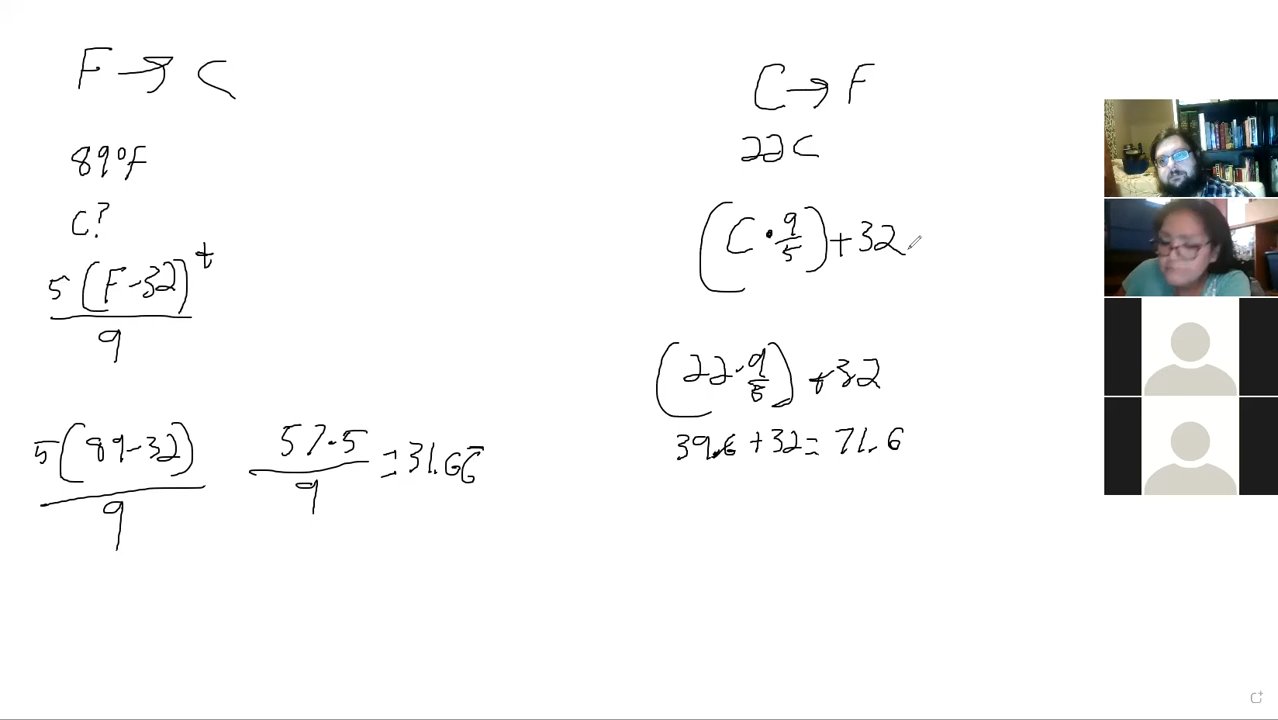 F → C
89°F
C?
5(F-32)
9
5(89-32)
9
57·5
9
=31.66
C → F
22C
(C·9/5)+32
(22·9/5)+32
39.6+32=71.6